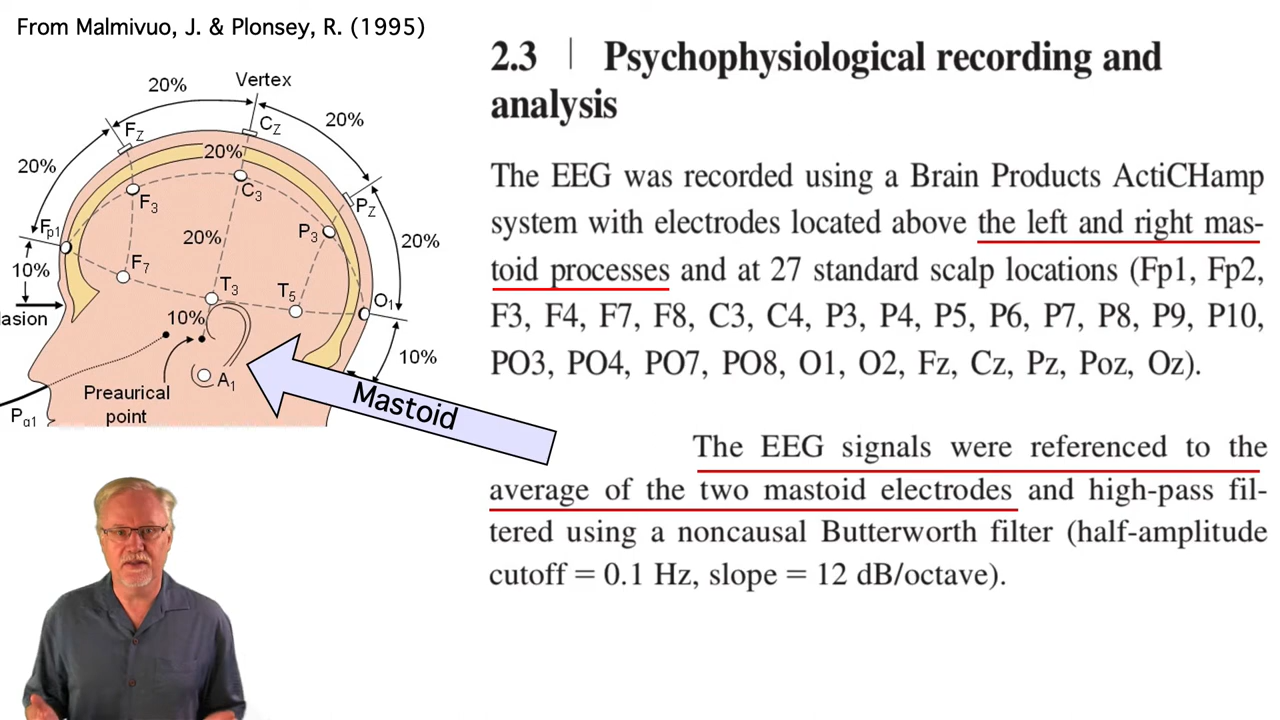 From Malmivuo, J. & Plonsey, R. (1995)
Vertex
20%
20%
20%
20%
20%
20%
10%
10%
10%
Fz
Cz
Pz
Fp1
F3
C3
P3
F7
T3
T5
O1
A1
Pg1
lasion
Preaurical
point
Mastoid
2.3 | Psychophysiological recording and
analysis
The EEG was recorded using a Brain Products ActiCHamp
system with electrodes located above the left and right mas-
toid processes and at 27 standard scalp locations (Fp1, Fp2,
F3, F4, F7, F8, C3, C4, P3, P4, P5, P6, P7, P8, P9, P10,
PO3, PO4, PO7, PO8, O1, O2, Fz, Cz, Pz, Poz, Oz).
The EEG signals were referenced to the
average of the two mastoid electrodes and high-pass fil-
tered using a noncausal Butterworth filter (half-amplitude
cutoff = 0.1 Hz, slope = 12 dB/octave).